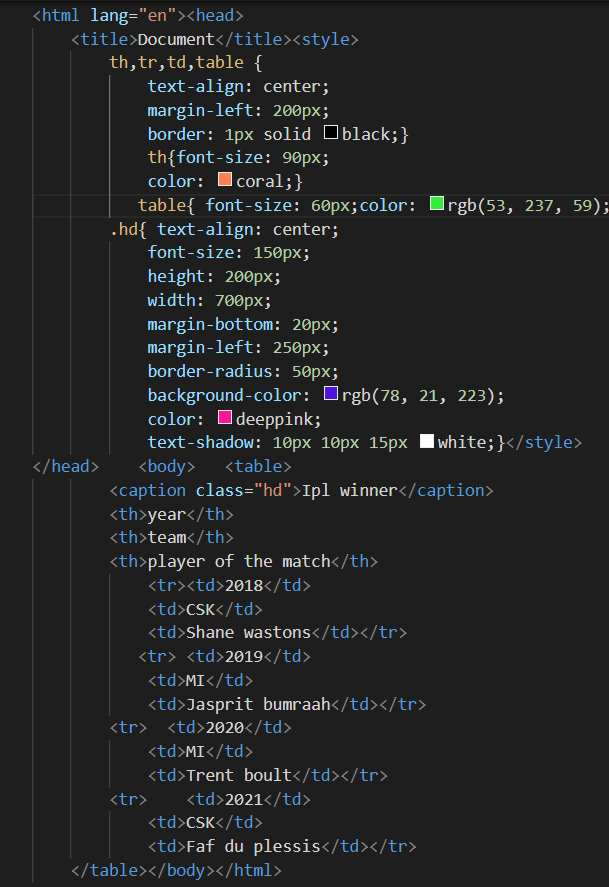 <html lang="en"><head>
<title>Document</title><style>
th,tr,td,table {
text-align: center;
margin-left: 200px;
border: 1px solid black;}
th{font-size: 90px;
color: coral;}
table{ font-size: 60px;color: rgb(53, 237, 59);
.hd{ text-align: center;
font-size: 150px;
height: 200px;
width: 700px;
margin-bottom: 20px;
margin-left: 250px;
border-radius: 50px;
background-color: rgb(78, 21, 223);
color: deeppink;
text-shadow: 10px 10px 15px white;}</style>
</head>    <body>   <table>
<caption class="hd">Ipl winner</caption>
<th>year</th>
<th>team</th>
<th>player of the match</th>
<tr><td>2018</td>
<td>CSK</td>
<td>Shane wastons</td></tr>
<tr> <td>2019</td>
<td>MI</td>
<td>Jasprit bumraah</td></tr>
<tr>  <td>2020</td>
<td>MI</td>
<td>Trent boult</td></tr>
<tr>    <td>2021</td>
<td>CSK</td>
<td>Faf du plessis</td></tr>
</table></body></html>